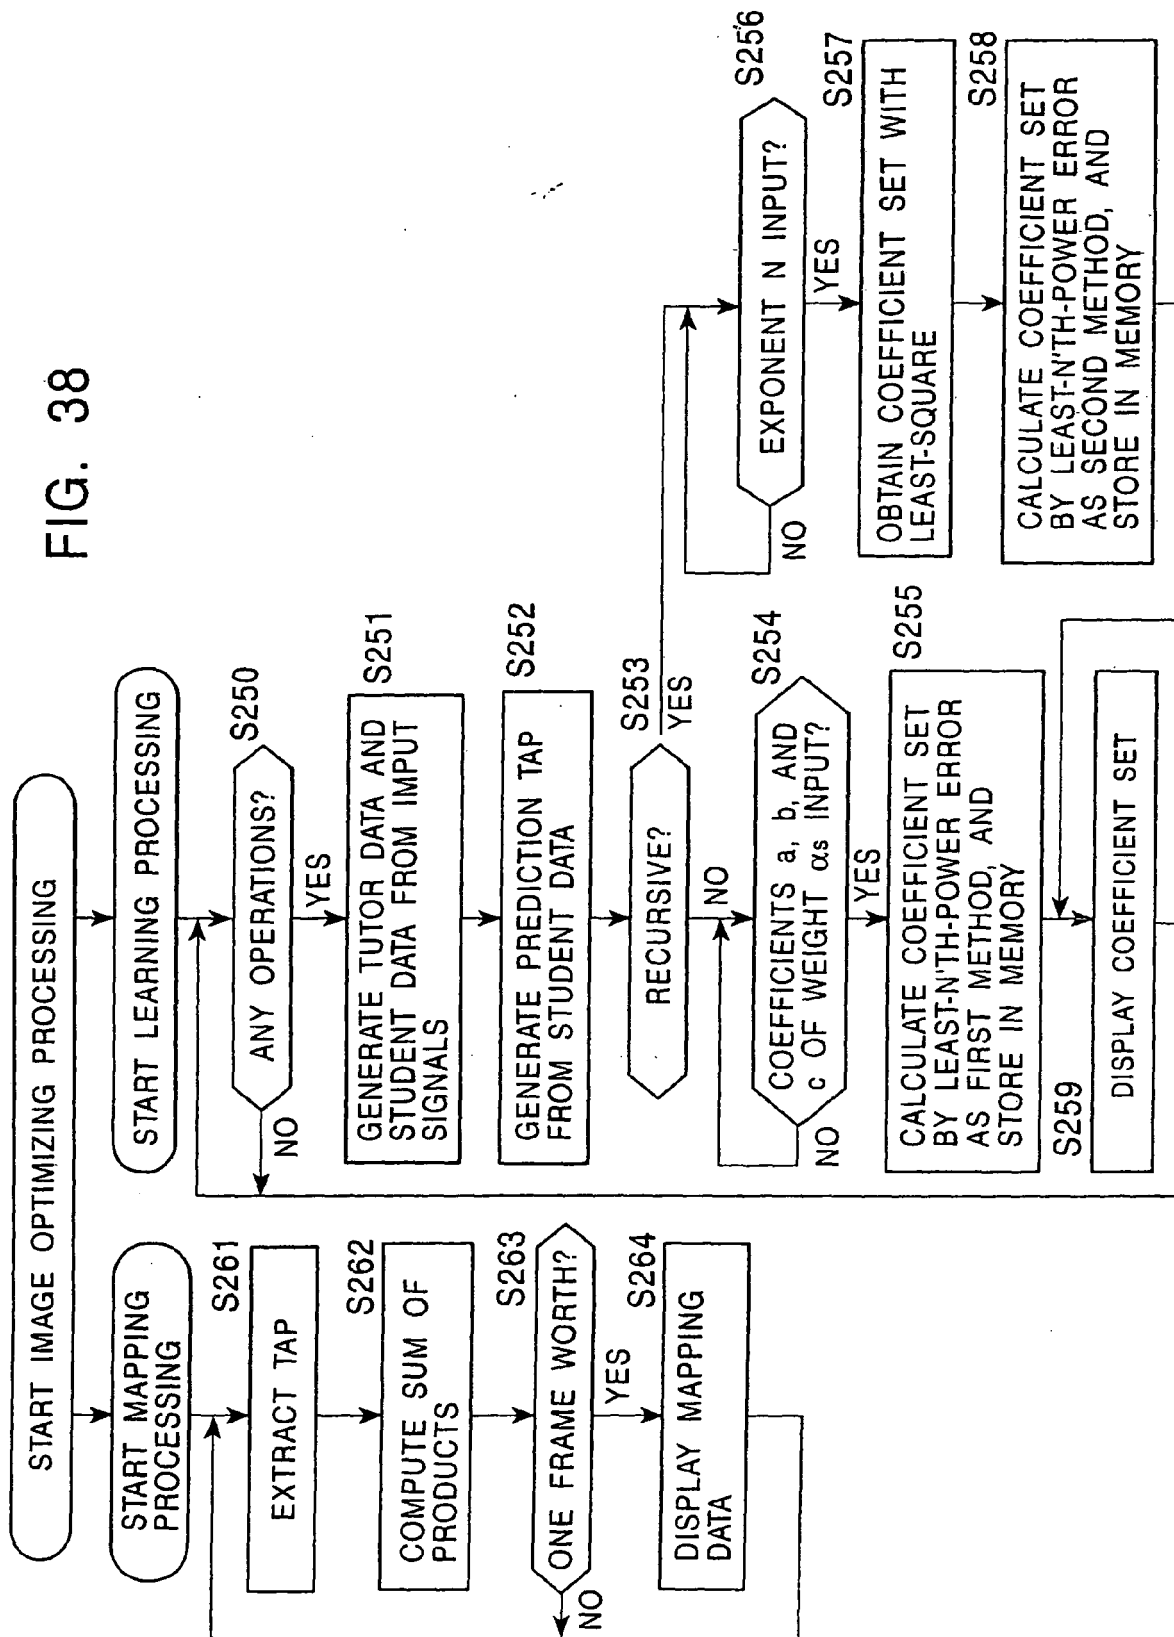 FIG. 38
START IMAGE OPTIMIZING PROCESSING
START MAPPING
PROCESSING
S261
EXTRACT TAP
S262
COMPUTE SUM OF
PRODUCTS
S263
ONE FRAME WORTH?
NO
YES
S264
DISPLAY MAPPING
DATA
START LEARNING PROCESSING
S250
ANY OPERATIONS?
NO
YES
S251
GENERATE TUTOR DATA AND
STUDENT DATA FROM IMPUT
SIGNALS
S252
GENERATE PREDICTION TAP
FROM STUDENT DATA
S253
RECURSIVE?
YES
NO
S254
COEFFICIENTS a, b, AND
c OF WEIGHT αs INPUT?
NO
YES
S255
CALCULATE COEFFICIENT SET
BY LEAST-N'TH-POWER ERROR
AS FIRST METHOD, AND
STORE IN MEMORY
S259
DISPLAY COEFFICIENT SET
S256
EXPONENT N INPUT?
NO
YES
S257
OBTAIN COEFFICIENT SET WITH
LEAST-SQUARE
S258
CALCULATE COEFFICIENT SET
BY LEAST-N'TH-POWER ERROR
AS SECOND METHOD, AND
STORE IN MEMORY